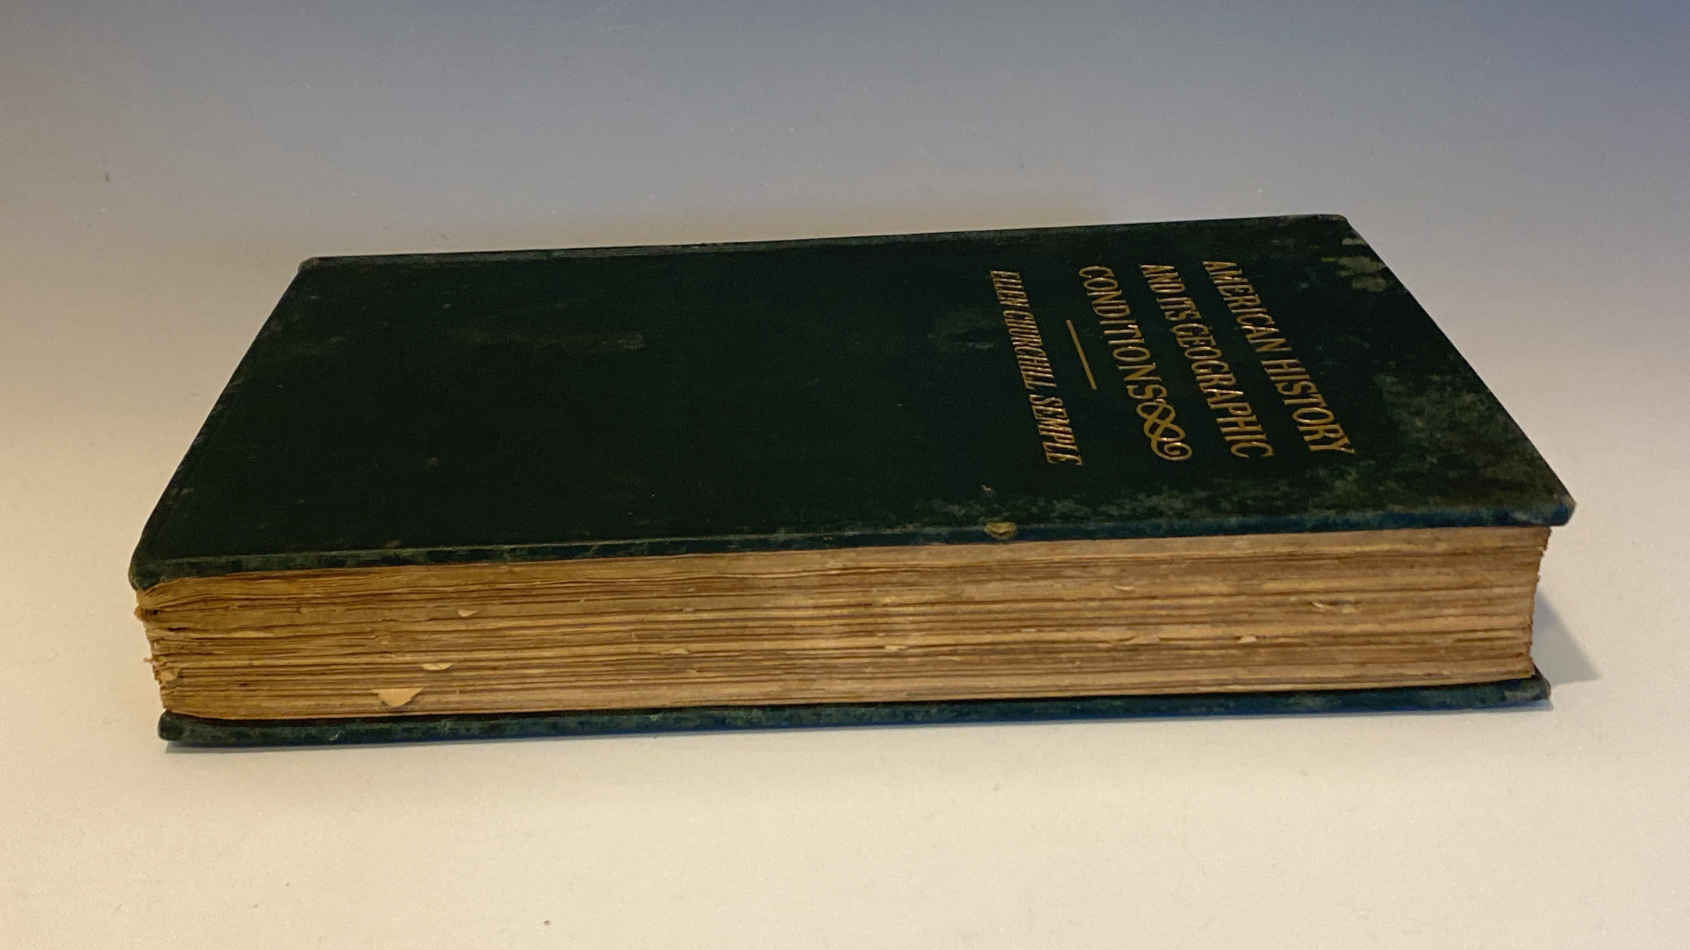 AMERICAN HISTORY
AND ITS GEOGRAPHIC
CONDITIONS
ELLEN CHURCHILL SEMPLE